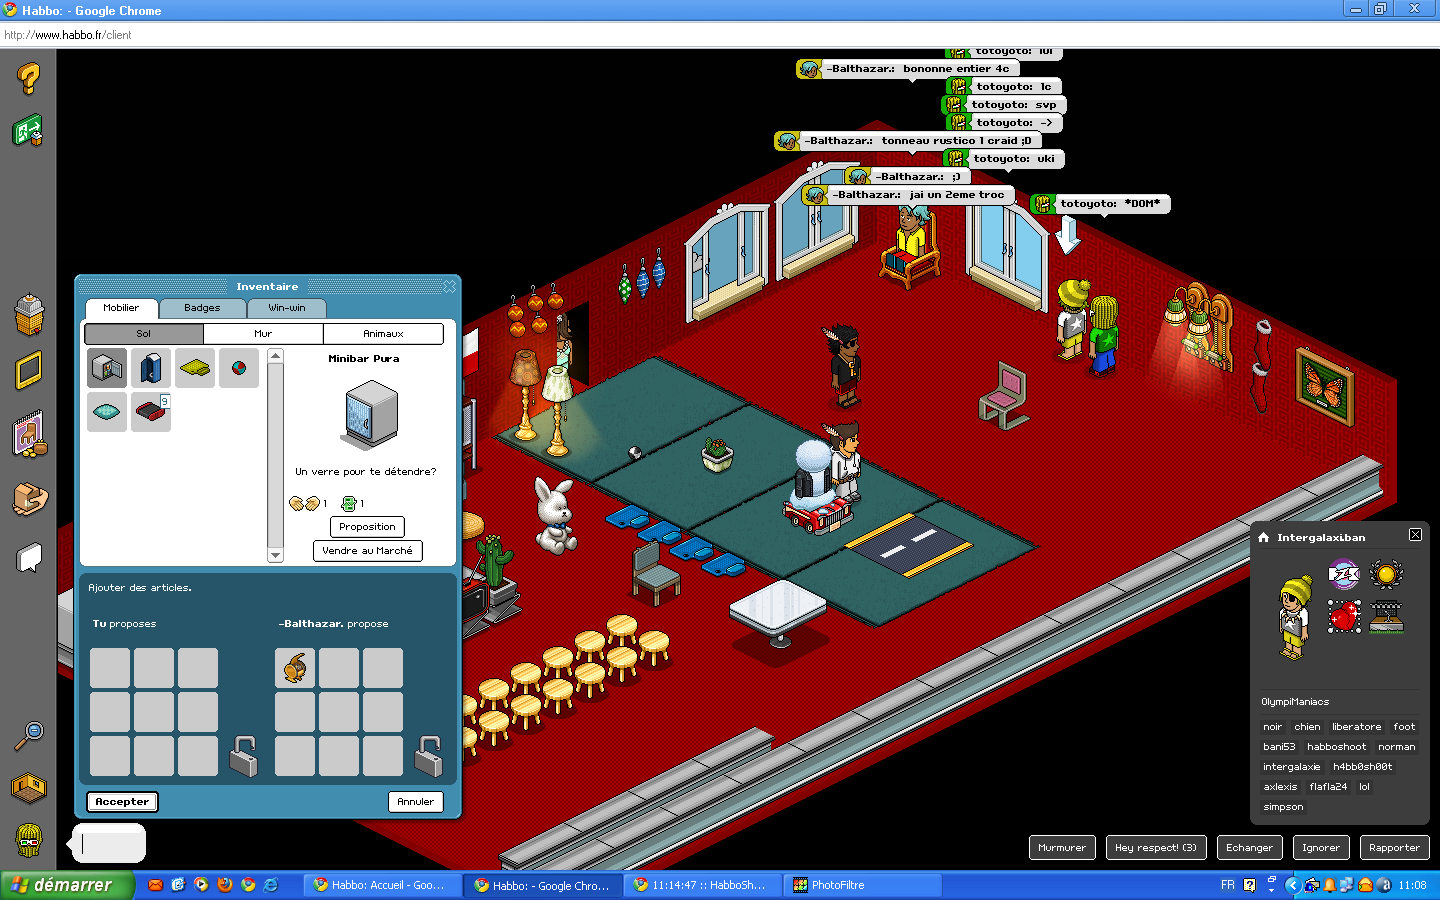 Habbo: - Google Chrome
http://www.habbo.fr/client
totoyoto: lol
-Balthazar.: bononne entier 4c
totoyoto: 1c
totoyoto: svp
totoyoto: ->
-Balthazar.: tonneau rustico 1 craid ;D
totoyoto: uki
-Balthazar.: ;)
-Balthazar.: jai un 2eme troc
totoyoto: *DOM*
Inventaire
Mobilier Badges Win-win
Sol Mur Animaux
Minibar Pura
9
Un verre pour te détendre?
1 1
Proposition
Vendre au Marché
Ajouter des articles.
Tu proposes -Balthazar. propose
Accepter Annuler
Intergalaxi.ban
OlympiManiacs
noir chien liberatore foot
bani53 habboshoot norman
intergalaxie h4bb0sh00t
axlexis flafla24 lol
simpson
Murmurer Hey respect! (3) Echanger Ignorer Rapporter
démarrer Habbo: Accueil - Goo... Habbo: - Google Chro... 11:14:47 :: HabboSh... PhotoFiltre FR 11:08